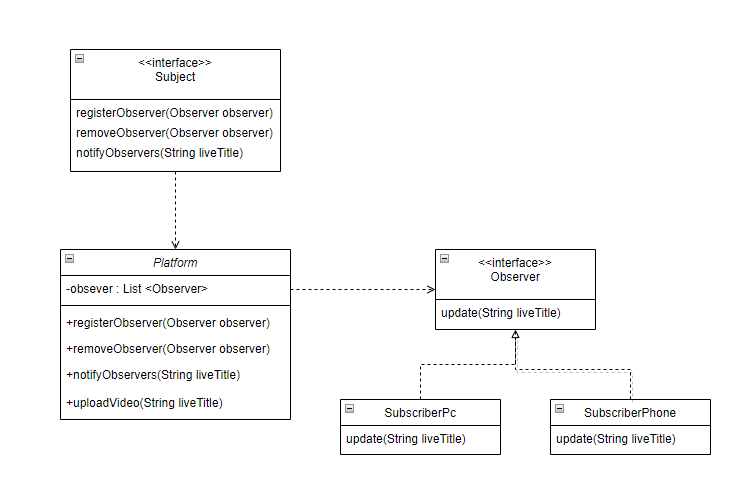 <<interface>>
Subject
registerObserver(Observer observer)
removeObserver(Observer observer)
notifyObservers(String liveTitle)
Platform
-obsever : List <Observer>
+registerObserver(Observer observer)
+removeObserver(Observer observer)
+notifyObservers(String liveTitle)
+uploadVideo(String liveTitle)
<<interface>>
Observer
update(String liveTitle)
SubscriberPc
update(String liveTitle)
SubscriberPhone
update(String liveTitle)